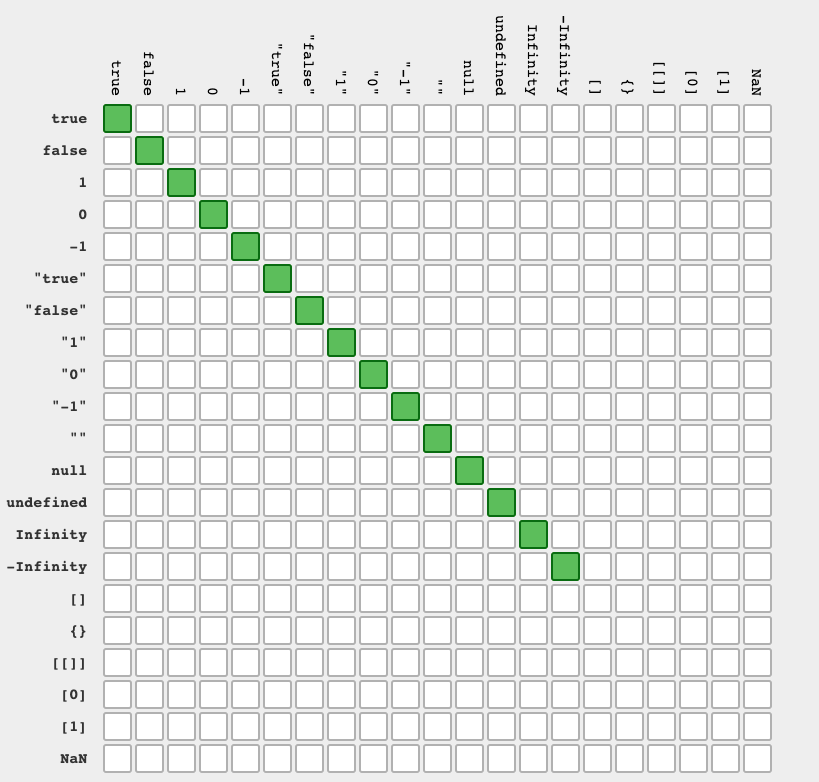 true false 1 0 -1 "true" "false" "1" "0" "-1" "" null undefined Infinity -Infinity [] {} [[]] [0] [1] NaN
true
false
1
0
-1
"true"
"false"
"1"
"0"
"-1"
""
null
undefined
Infinity
-Infinity
[]
{}
[[]]
[0]
[1]
NaN